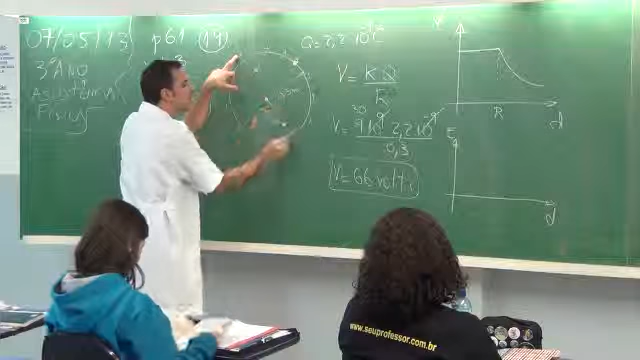 07/05/13 p61 (19)
3º ANO
Física
Q = 2,2·10⁻⁹C
V = K Q
R
V = 9·10⁹ 2,2·10⁻⁹
0,3
V = 66 volts
V
R
d
E
d
www.seuprofessor.com.br